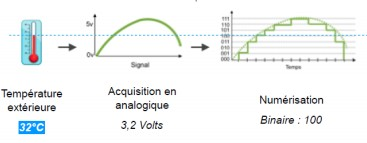 5v
0v
Signal
111
110
101
100
011
010
001
000
Temps
Température
extérieure
32°C
Acquisition en
analogique
3,2 Volts
Numérisation
Binaire : 100